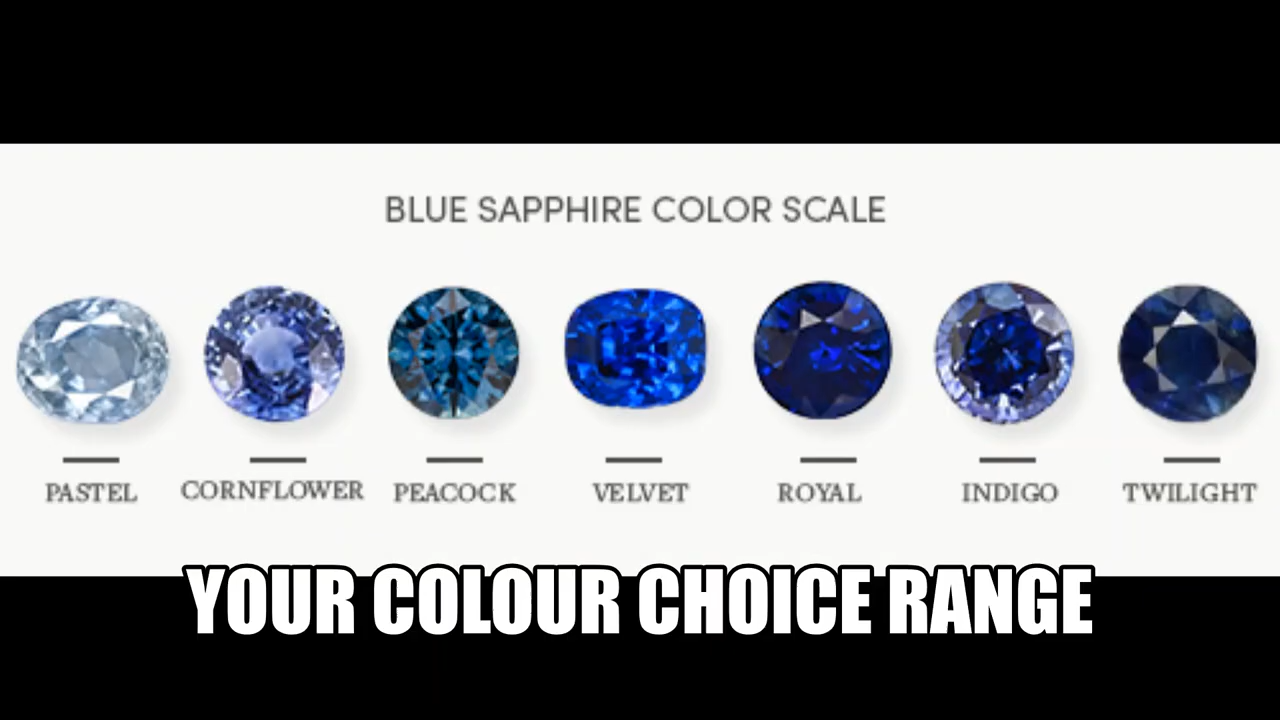 BLUE SAPPHIRE COLOR SCALE
PASTEL CORNFLOWER PEACOCK VELVET ROYAL INDIGO TWILIGHT
YOUR COLOUR CHOICE RANGE